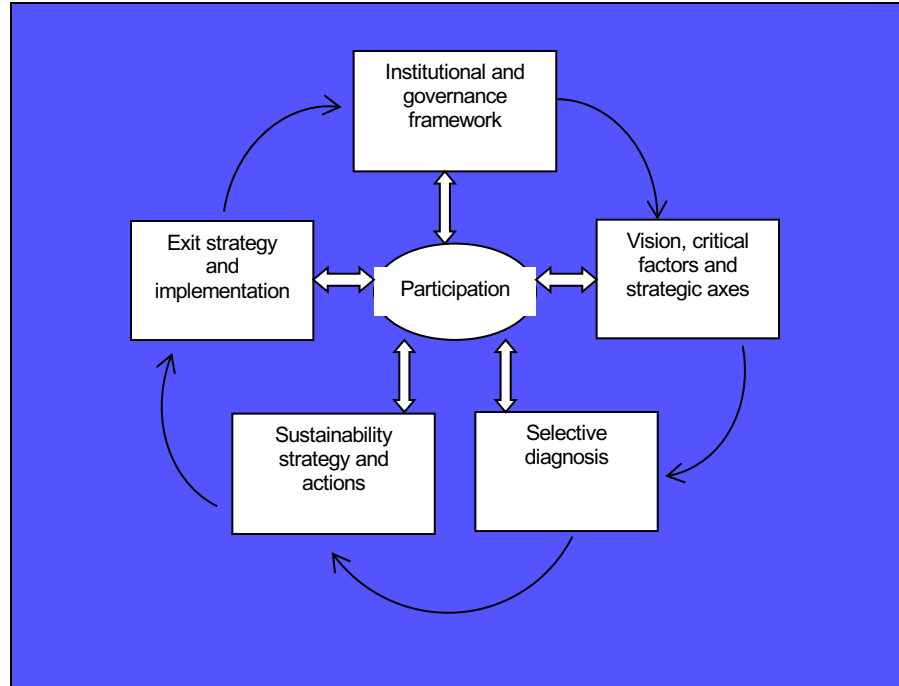 Institutional and
governance
framework
Exit strategy
and
implementation
Vision, critical
factors and
strategic axes
Participation
Sustainability
strategy and
actions
Selective
diagnosis